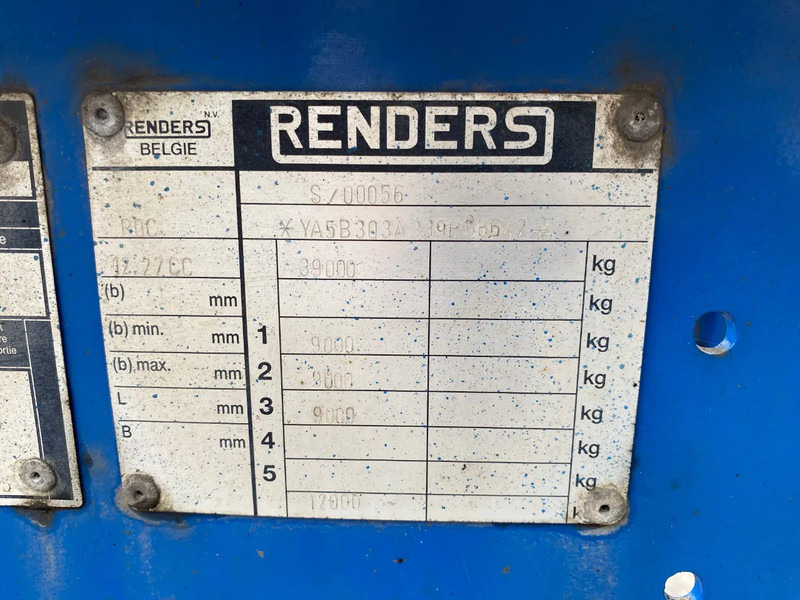 RENDERS
N.V.
RENDERS
BELGIE
S/00056
12.27CC 39000 kg
(b) mm kg
(b) min. mm 1 9000 kg
(b) max. mm 2 9000 kg
L mm 3 9000 kg
B mm 4 kg
5 kg
12000